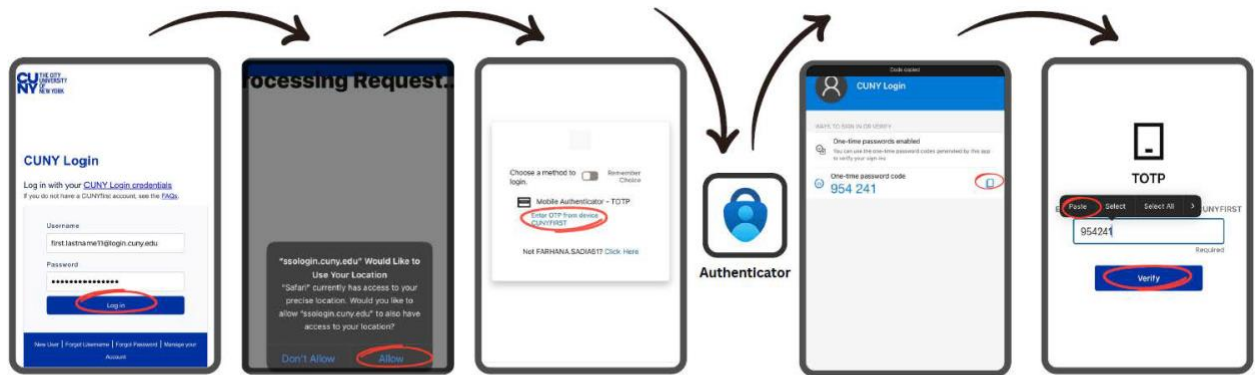 CU
NY
THE CITY
UNIVERSITY
OF
NEW YORK
CUNY Login
Log in with your CUNY Login credentials
If you do not have a CUNYfirst account, see the FAQs.
Username
first.lastname11@login.cuny.edu
Password
Log in
New User | Forgot Username | Forgot Password | Manage your
Account
ocessing Request..
"ssologin.cuny.edu" Would Like to
Use Your Location
"Safari" currently has access to your
precise location. Would you like to
allow "ssologin.cuny.edu" to also have
access to your location?
Don't Allow
Allow
Choose a method to
login.
Remember
Choice
Mobile Authenticator - TOTP
Enter OTP from device
CUNYFIRST
Not FARHANA.SADIA61? Click Here
Authenticator
Code copied
CUNY Login
WAYS TO SIGN IN OR VERIFY
One-time passwords enabled
You can use the one-time password codes generated by this app
to verify your sign-ins
One-time password code
954 241
TOTP
E
CUNYFIRST
Paste
Select
Select All
>
954241
Required
Verify